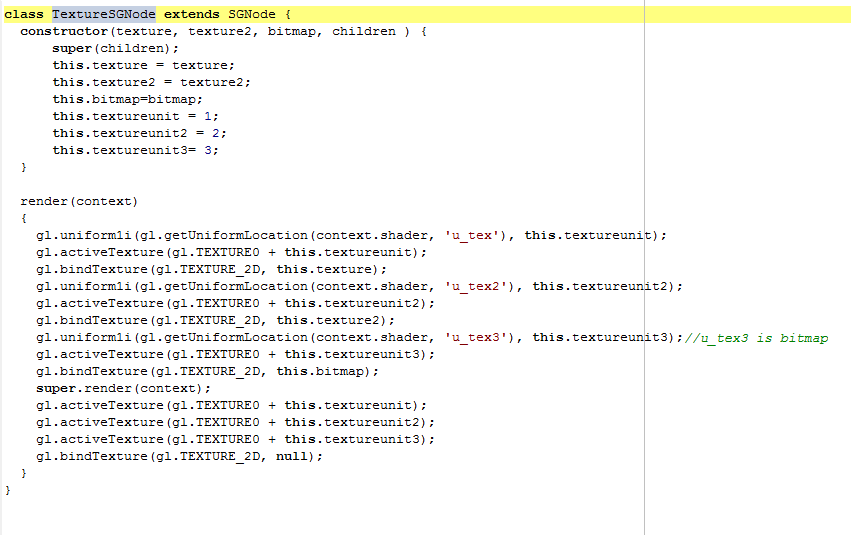 class TextureSGNode extends SGNode {
  constructor(texture, texture2, bitmap, children ) {
      super(children);
      this.texture = texture;
      this.texture2 = texture2;
      this.bitmap=bitmap;
      this.textureunit = 1;
      this.textureunit2 = 2;
      this.textureunit3= 3;
  }
  render(context)
  {
    gl.uniform1i(gl.getUniformLocation(context.shader, 'u_tex'), this.textureunit);
    gl.activeTexture(gl.TEXTURE0 + this.textureunit);
    gl.bindTexture(gl.TEXTURE_2D, this.texture);
    gl.uniform1i(gl.getUniformLocation(context.shader, 'u_tex2'), this.textureunit2);
    gl.activeTexture(gl.TEXTURE0 + this.textureunit2);
    gl.bindTexture(gl.TEXTURE_2D, this.texture2);
    gl.uniform1i(gl.getUniformLocation(context.shader, 'u_tex3'), this.textureunit3);//u_tex3 is bitmap
    gl.activeTexture(gl.TEXTURE0 + this.textureunit3);
    gl.bindTexture(gl.TEXTURE_2D, this.bitmap);
    super.render(context);
    gl.activeTexture(gl.TEXTURE0 + this.textureunit);
    gl.activeTexture(gl.TEXTURE0 + this.textureunit2);
    gl.activeTexture(gl.TEXTURE0 + this.textureunit3);
    gl.bindTexture(gl.TEXTURE_2D, null);
  }
}